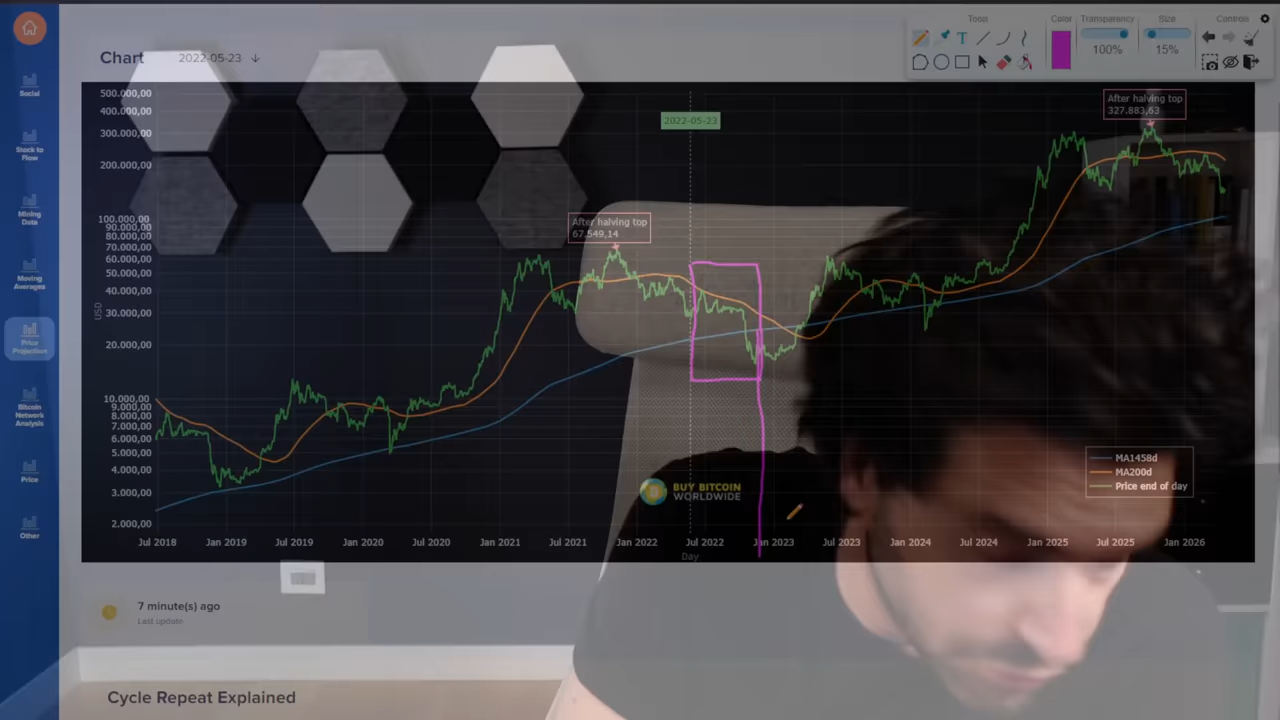 Tools
Color
Transparency
Size
Controls
100%
15%
Social
Stock to
Flow
Mining
Data
Moving
Averages
Price
Projection
Bitcoin
Network
Analysis
Price
Other
Chart
2022-05-23
500.000,00
400.000,00
300.000,00
200.000,00
100.000,00
90.000,00
80.000,00
70.000,00
60.000,00
50.000,00
40.000,00
30.000,00
20.000,00
10.000,00
9.000,00
8.000,00
7.000,00
6.000,00
5.000,00
4.000,00
3.000,00
2.000,00
USD
2022-05-23
After halving top
67.549,14
After halving top
327.883,63
BUY BITCOIN
WORLDWIDE
MA1458d
MA200d
Price end of day
Jul 2018
Jan 2019
Jul 2019
Jan 2020
Jul 2020
Jan 2021
Jul 2021
Jan 2022
Jul 2022
Jan 2023
Jul 2023
Jan 2024
Jul 2024
Jan 2025
Jul 2025
Jan 2026
Day
7 minute(s) ago
Last update
Cycle Repeat Explained